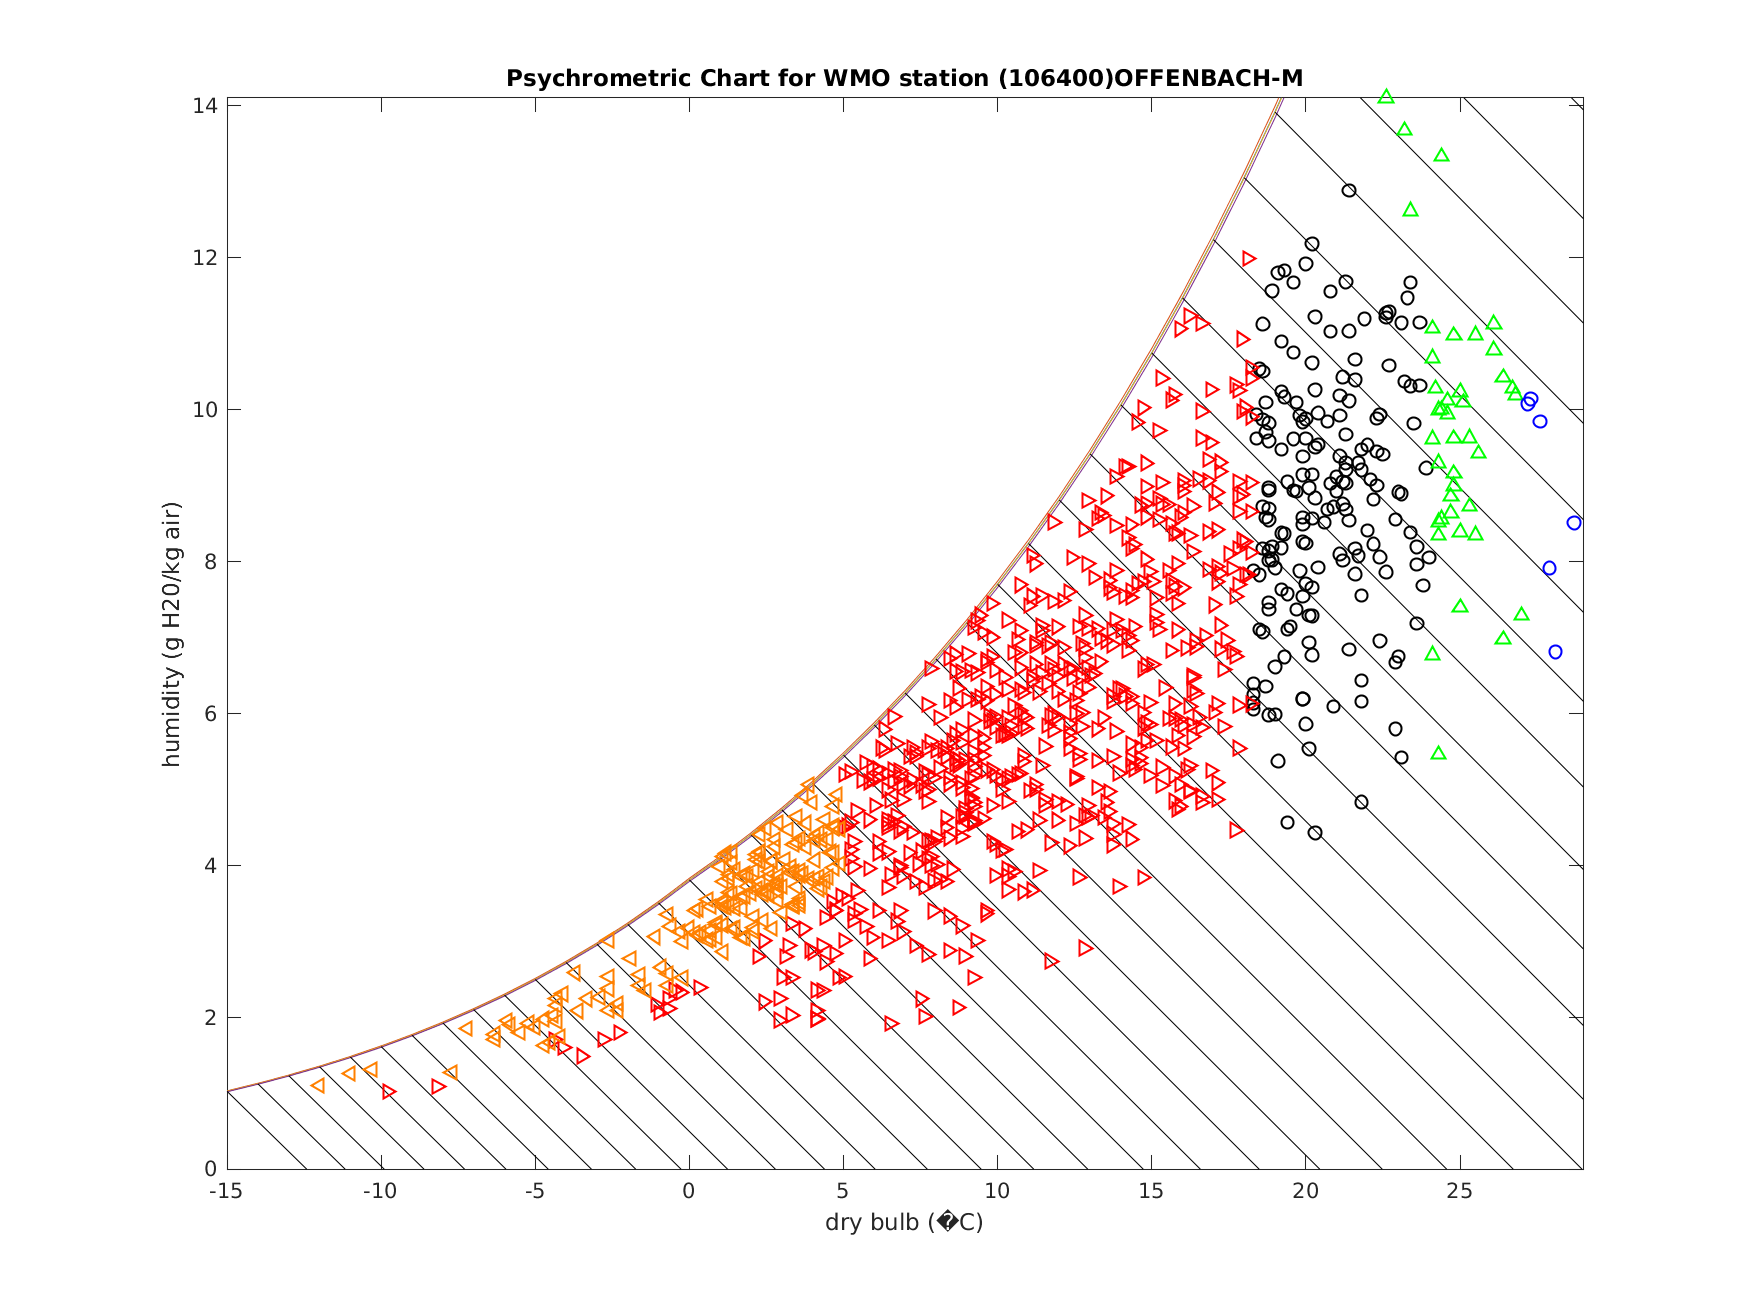 Psychrometric Chart for WMO station (106400)OFFENBACH-M
humidity (g H20/kg air)
14
12
10
8
6
4
2
0
-15 -10 -5 0 5 10 15 20 25
dry bulb (�C)